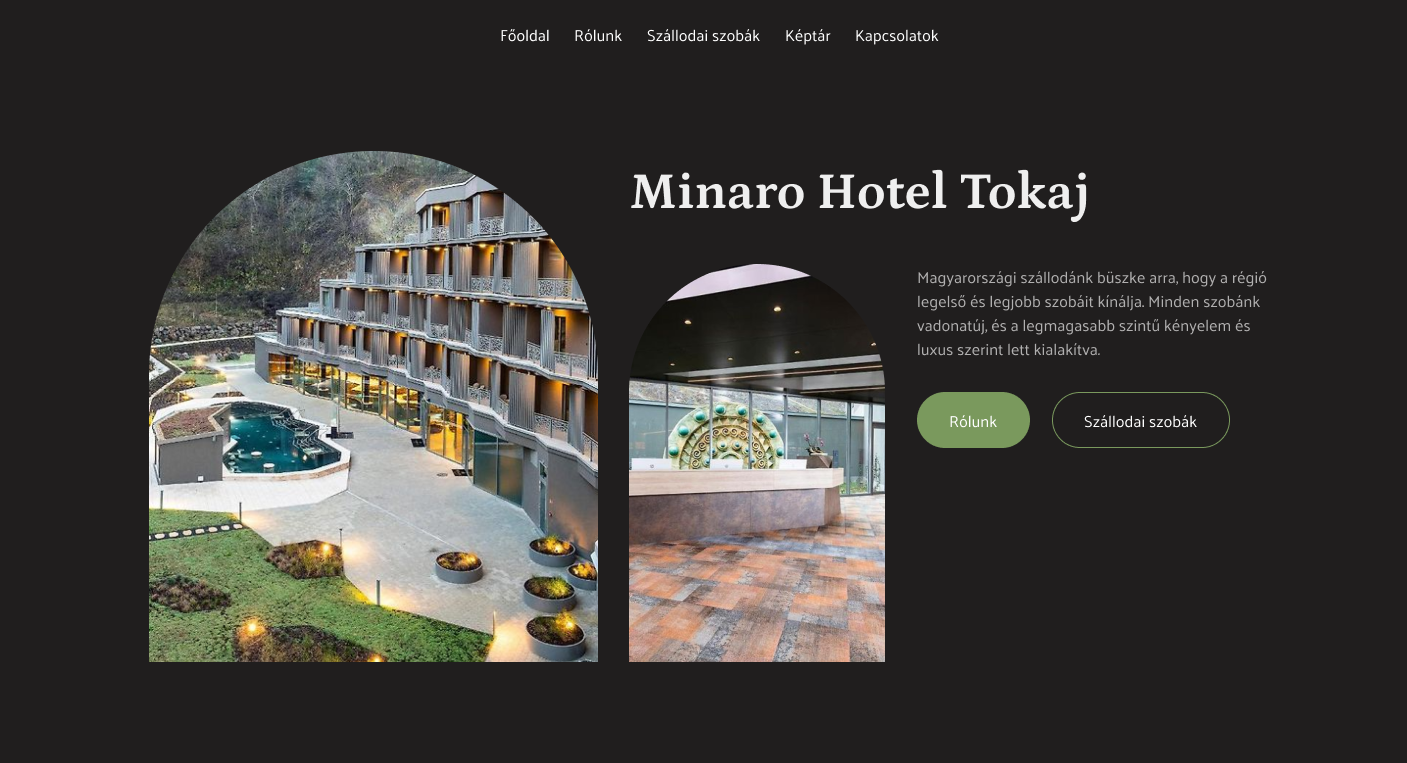 Főoldal Rólunk Szállodai szobák Képtár Kapcsolatok
Minaro Hotel Tokaj
Magyarországi szállodánk büszke arra, hogy a régió
legelső és legjobb szobáit kínálja. Minden szobánk
vadonatúj, és a legmagasabb szintű kényelem és
luxus szerint lett kialakítva.
Rólunk Szállodai szobák